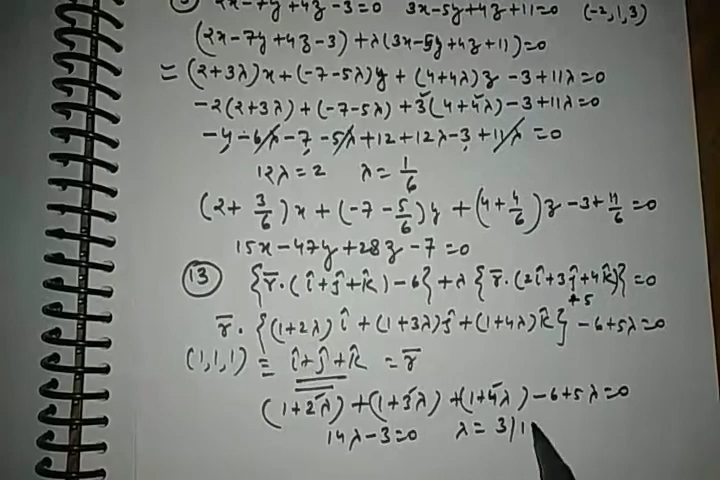 2x-7y+4z-3=0 3x-5y+4z+11=0 (-2,1,3)
(2x-7y+4z-3)+λ(3x-5y+4z+11)=0
=(2+3λ)x+(-7-5λ)y+(4+4λ)z-3+11λ=0
-2(2+3λ)+(-7-5λ)+3(4+4λ)-3+11λ=0
-4-6λ-7-5λ+12+12λ-3+11λ=0
12λ=2 λ=1/6
(2+3/6)x+(-7-5/6)y+(4+4/6)z-3+11/6=0
15x-47y+28z-7=0
(13) {r̄·(î+ĵ+k̂)-6}+λ{r̄·(2î+3ĵ+4k̂)}=0
+5
r̄·{(1+2λ)î+(1+3λ)ĵ+(1+4λ)k̂}-6+5λ=0
(1,1,1)≡î+ĵ+k̂=r̄
(1+2λ)+(1+3λ)+(1+4λ)-6+5λ=0
14λ-3=0 λ=3/1